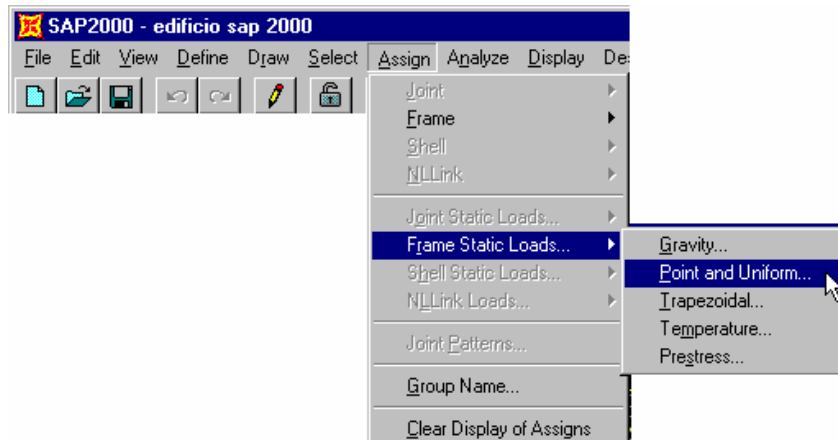 SAP2000 - edificio sap 2000
File Edit View Define Draw Select Assign Analyze Display De
Joint
Frame
Shell
NLLink
Joint Static Loads...
Frame Static Loads...
Shell Static Loads...
NLLink Loads...
Joint Patterns...
Group Name...
Clear Display of Assigns
Gravity...
Point and Uniform...
Trapezoidal...
Temperature...
Prestress...